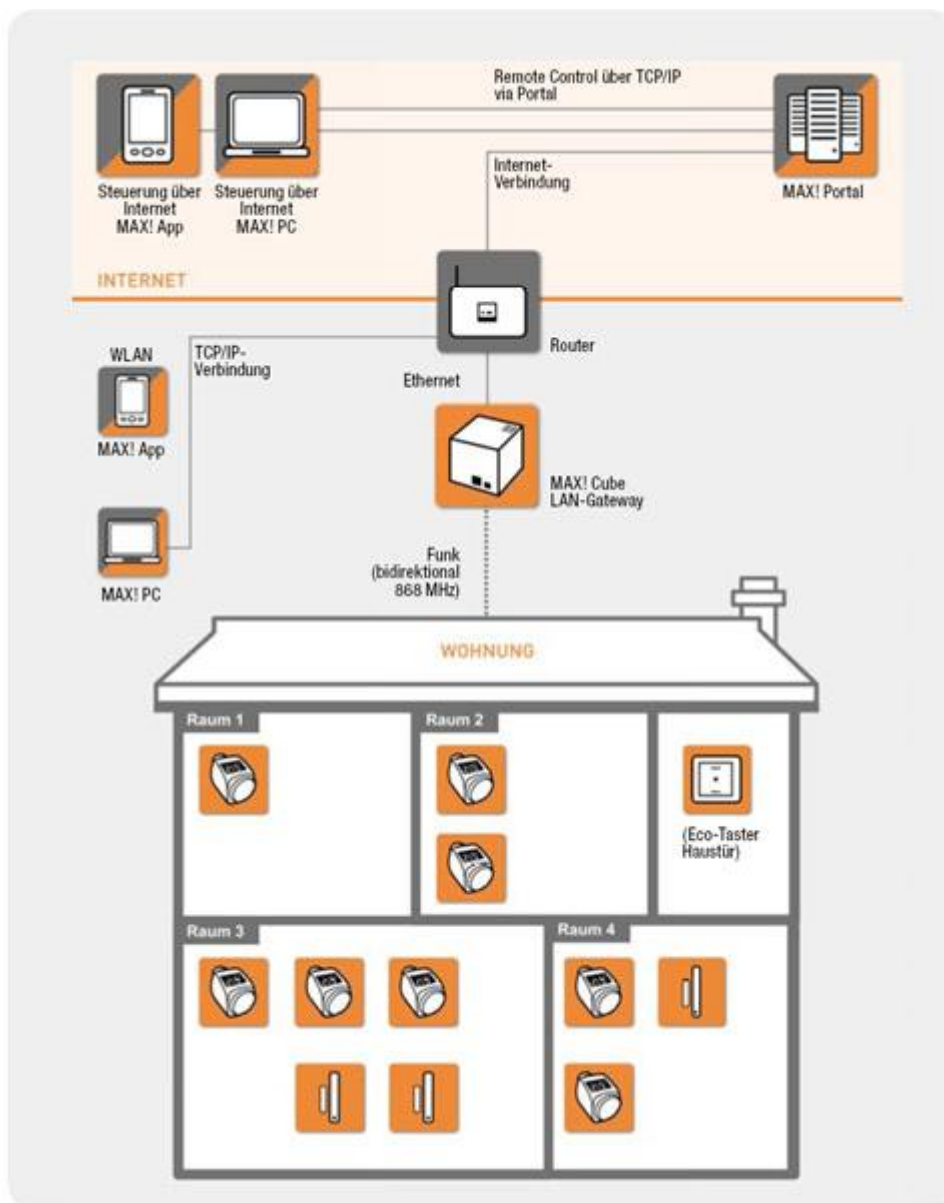 Remote Control über TCP/IP
via Portal
Steuerung über
Internet
MAX! App
Steuerung über
Internet
MAX! PC
Internet-
Verbindung
MAX! Portal
INTERNET
Router
WLAN
TCP/IP-
Verbindung
Ethernet
MAX! App
MAX! Cube
LAN-Gateway
MAX! PC
Funk
(bidirektional
868 MHz)
WOHNUNG
Raum 1
Raum 2
(Eco-Taster
Haustür)
Raum 3
Raum 4